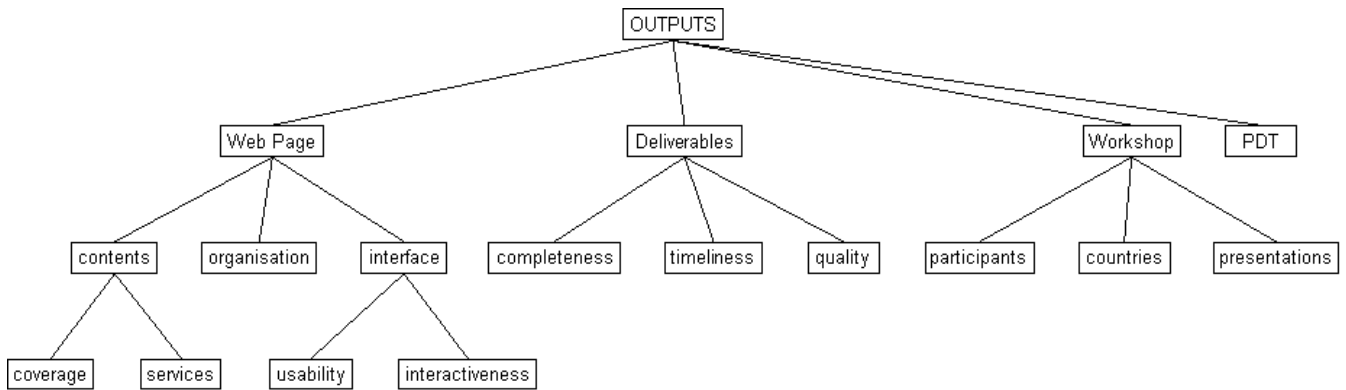 OUTPUTS
Web Page
Deliverables
Workshop
PDT
contents
organisation
interface
completeness
timeliness
quality
participants
countries
presentations
coverage
services
usability
interactiveness